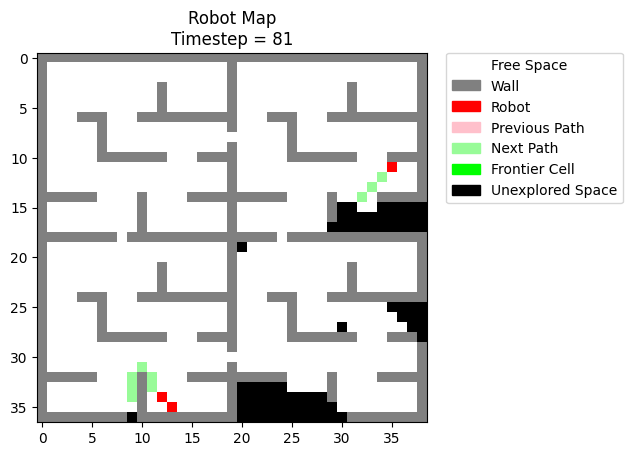 Robot Map
Timestep = 81
0
5
10
15
20
25
30
35
0
5
10
15
20
25
30
35
Free Space
Wall
Robot
Previous Path
Next Path
Frontier Cell
Unexplored Space